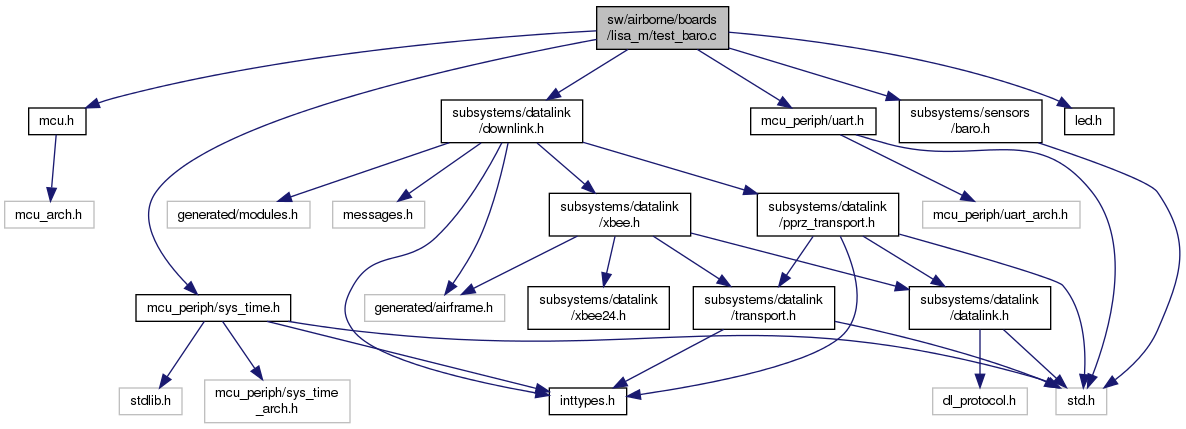 sw/airborne/boards
/lisa_m/test_baro.c
mcu.h
subsystems/datalink
/downlink.h
mcu_periph/uart.h
subsystems/sensors
/baro.h
led.h
mcu_arch.h
generated/modules.h
messages.h
subsystems/datalink
/xbee.h
subsystems/datalink
/pprz_transport.h
mcu_periph/uart_arch.h
mcu_periph/sys_time.h
generated/airframe.h
subsystems/datalink
/xbee24.h
subsystems/datalink
/transport.h
subsystems/datalink
/datalink.h
stdlib.h
mcu_periph/sys_time
_arch.h
inttypes.h
dl_protocol.h
std.h